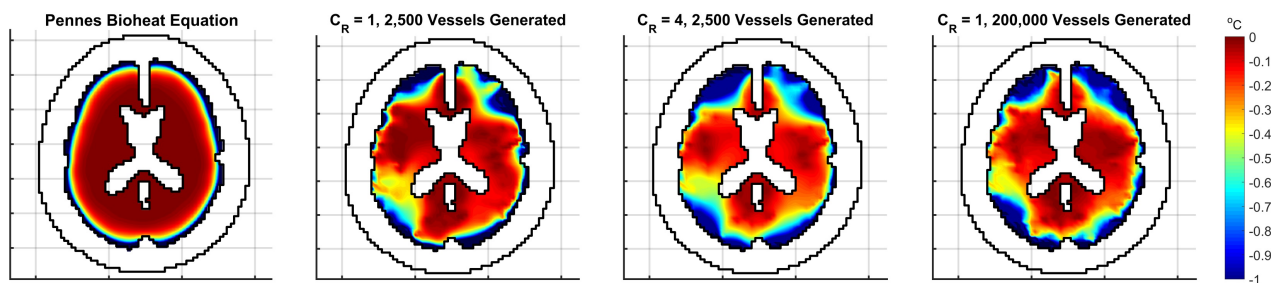 Pennes Bioheat Equation
C_R = 1, 2,500 Vessels Generated
C_R = 4, 2,500 Vessels Generated
C_R = 1, 200,000 Vessels Generated
°C
0
-0.1
-0.2
-0.3
-0.4
-0.5
-0.6
-0.7
-0.8
-0.9
-1